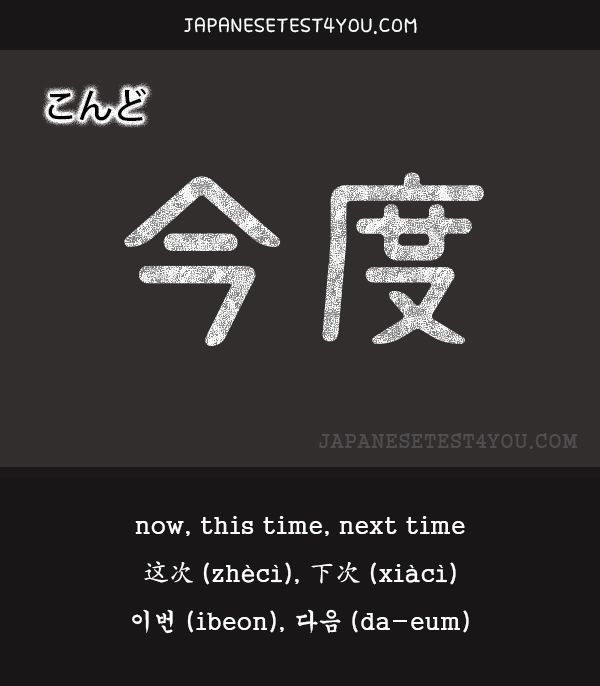 JAPANESETEST4YOU.COM
こんど
今度
JAPANESETEST4YOU.COM
now, this time, next time
这次 (zhècì), 下次 (xiàcì)
이번 (ibeon), 다음 (da-eum)